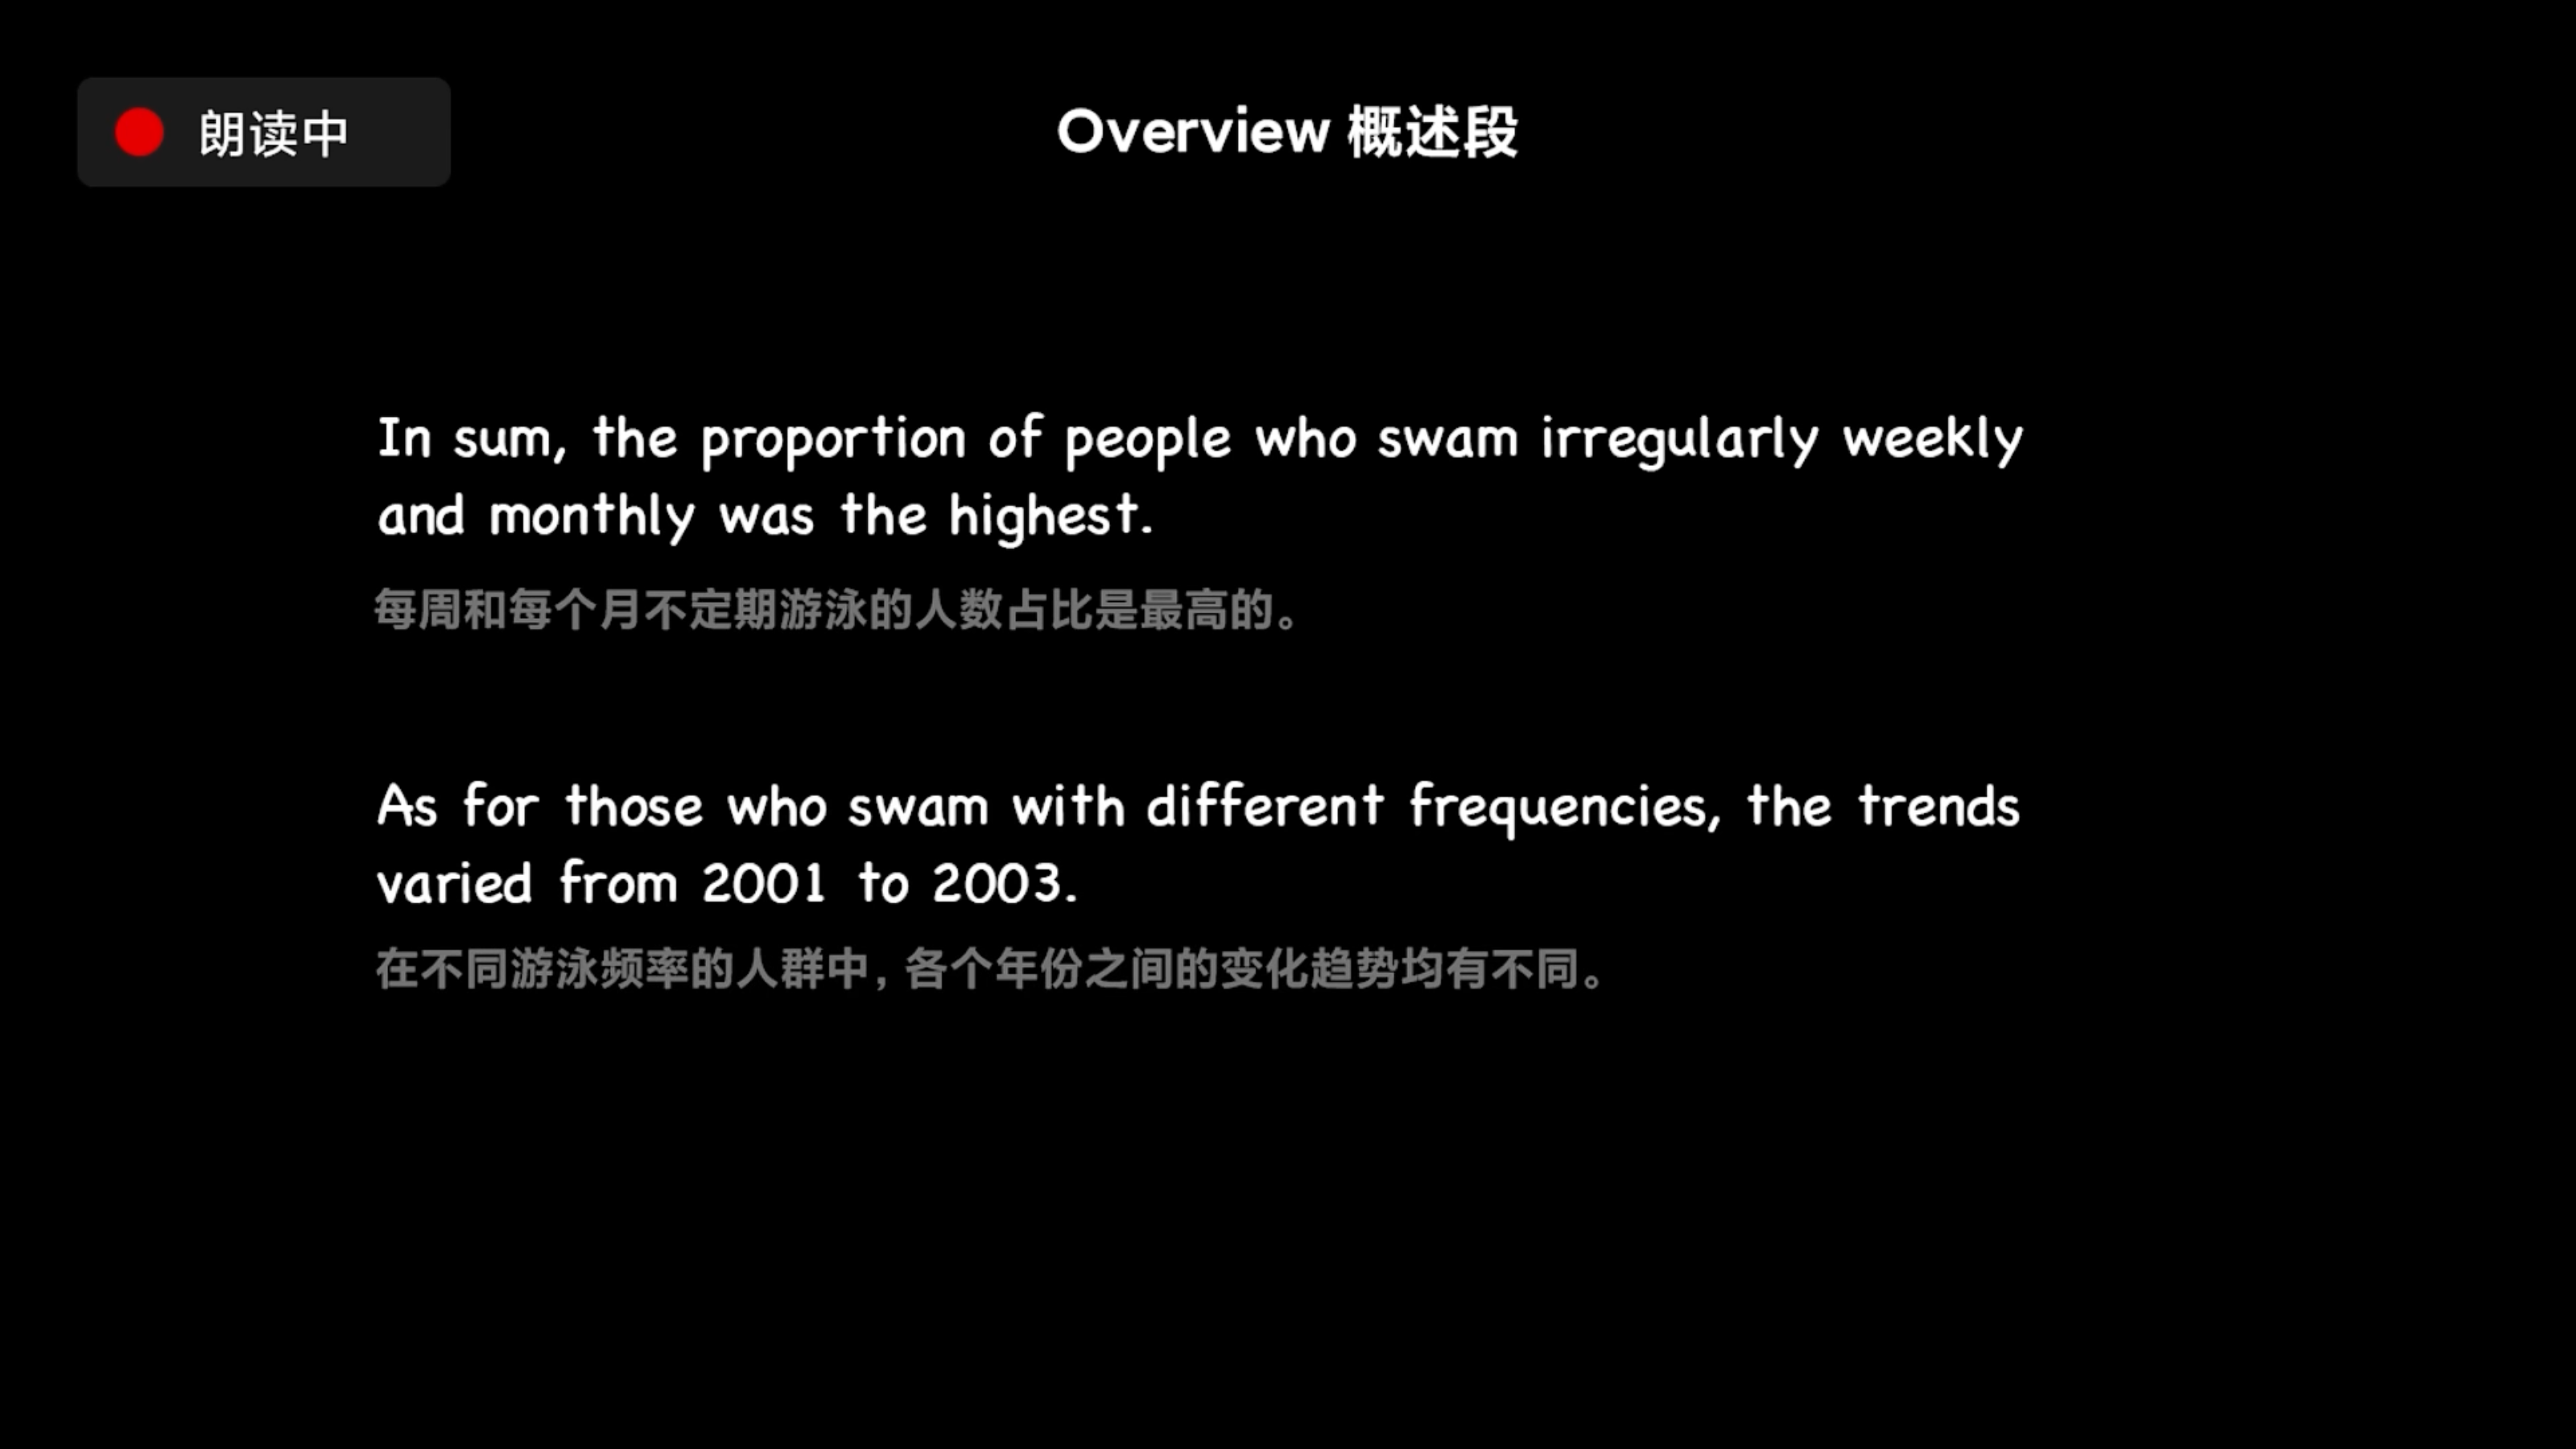 朗读中
Overview 概述段
In sum, the proportion of people who swam irregularly weekly
and monthly was the highest.
每周和每个月不定期游泳的人数占比是最高的。
As for those who swam with different frequencies, the trends
varied from 2001 to 2003.
在不同游泳频率的人群中，各个年份之间的变化趋势均有不同。